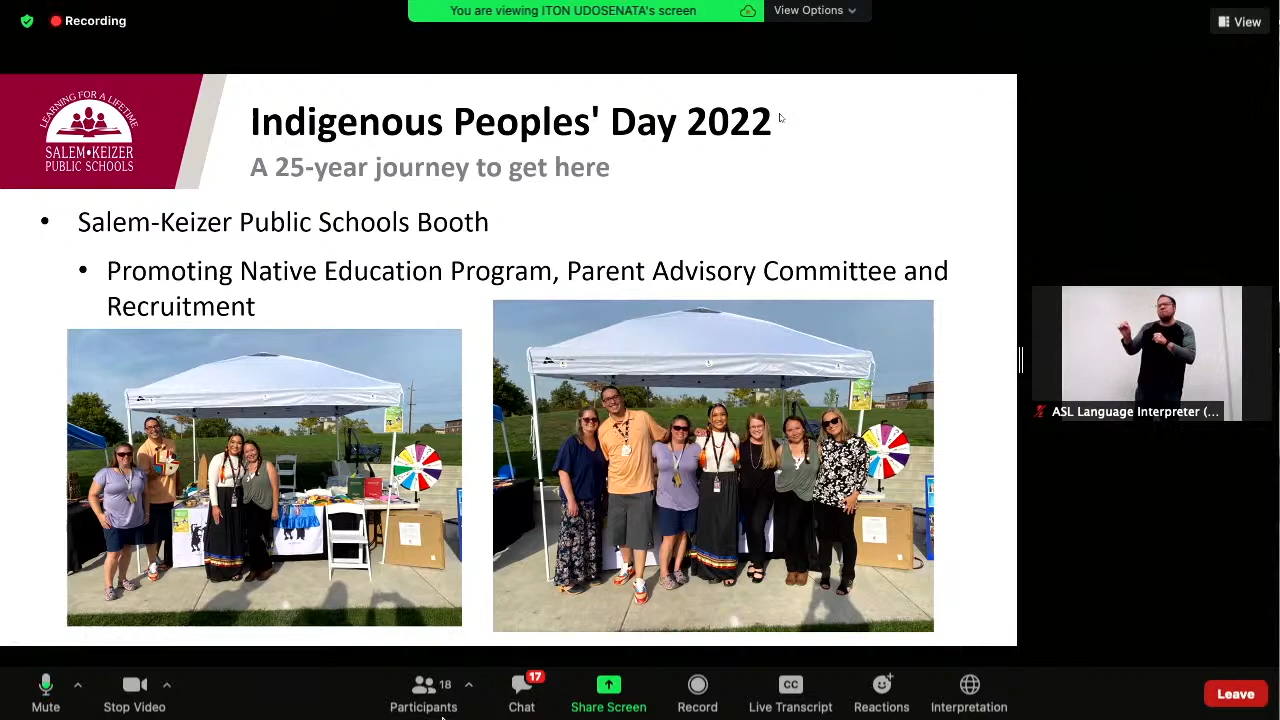 You are viewing ITON UDOSENATA's screen
View Options
Recording
View
LEARNING FOR A LIFETIME
SALEM•KEIZER
PUBLIC SCHOOLS
Indigenous Peoples' Day 2022
A 25-year journey to get here
• Salem-Keizer Public Schools Booth
• Promoting Native Education Program, Parent Advisory Committee and
Recruitment
ASL Language Interpreter (...
Mute
Stop Video
18
Participants
17
Chat
Share Screen
Record
CC
Live Transcript
Reactions
Interpretation
Leave